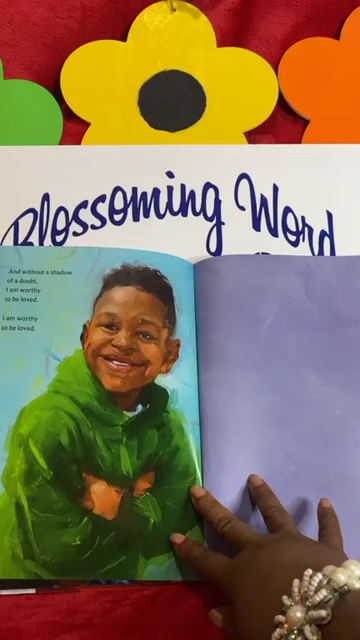 Blossoming Word
And without a shadow
of a doubt,
I am worthy
to be loved.
I am worthy
to be loved.